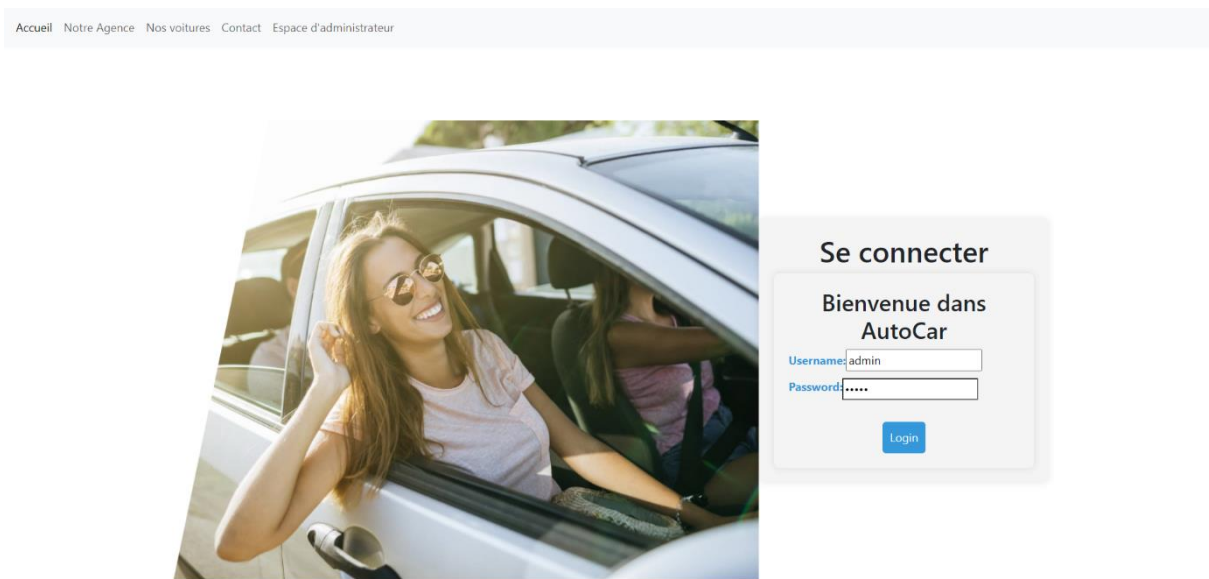 Accueil Notre Agence Nos voitures Contact Espace d'administrateur
Se connecter
Bienvenue dans
AutoCar
Username: admin
Password: •••••
Login